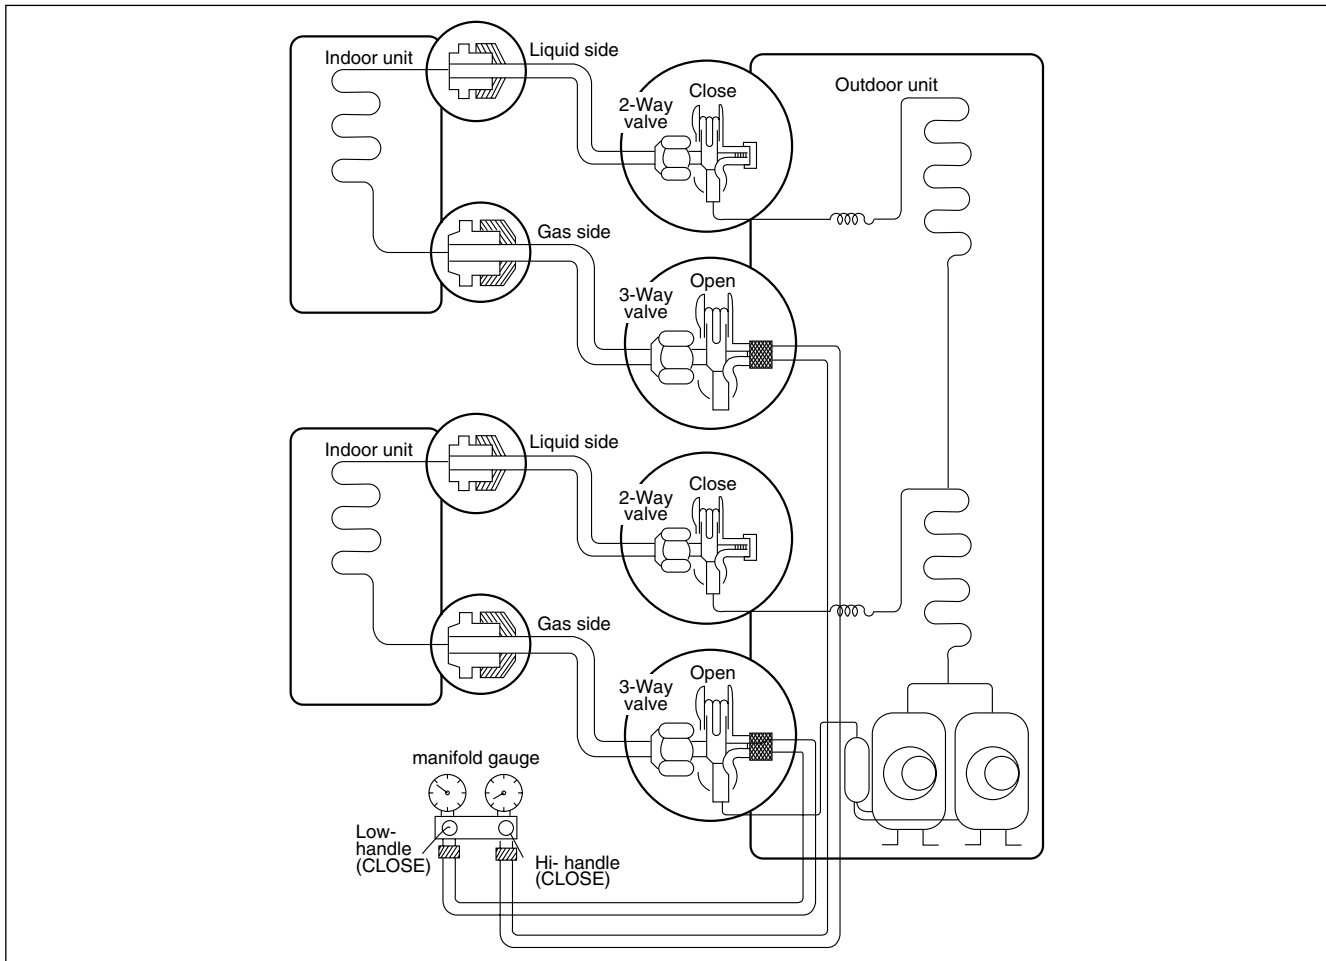 Indoor unit
Liquid side
2-Way
valve
Close
Outdoor unit
Gas side
3-Way
valve
Open
Indoor unit
Liquid side
2-Way
valve
Close
Gas side
3-Way
valve
Open
manifold gauge
Low-
handle
(CLOSE)
Hi- handle
(CLOSE)